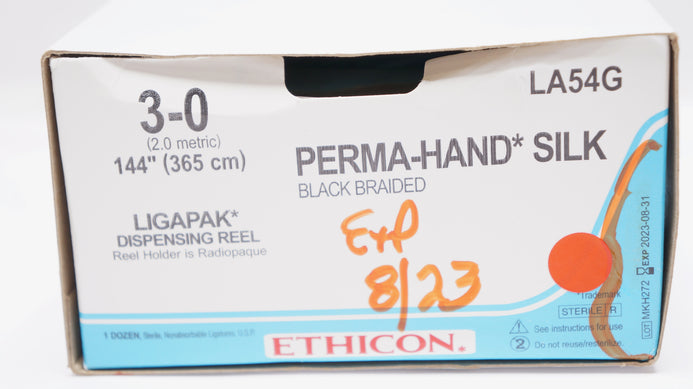 LA54G
3-0
(2.0 metric)
144" (365 cm)
PERMA-HAND* SILK
BLACK BRAIDED
LIGAPAK*
DISPENSING REEL
Reel Holder is Radiopaque
Exp
8/23
EXP 2023-08-31
LOT MKH272
*Trademark
STERILE R
See instructions for use
2 Do not reuse/resterilize.
1 DOZEN, Sterile, Nonabsorbable Ligatures, U.S.P.
ETHICON*